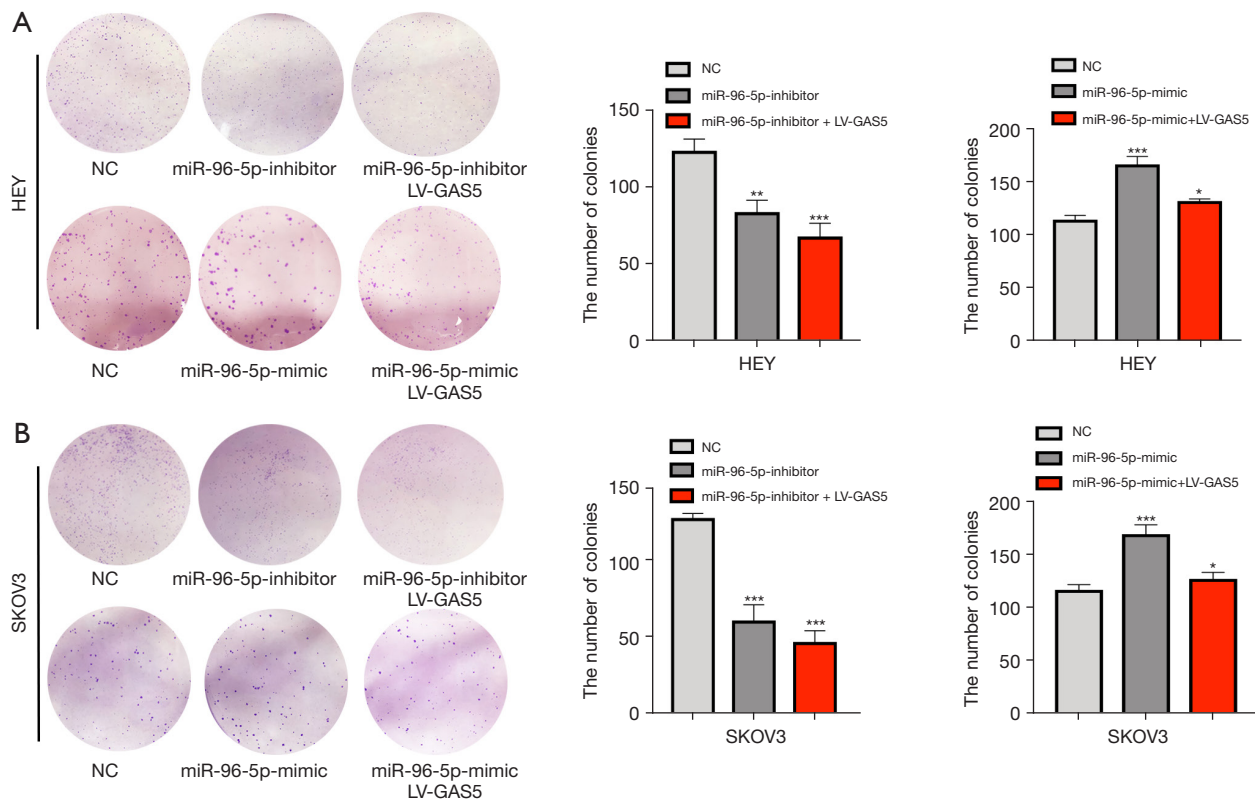 A
HEY
NC
miR-96-5p-inhibitor
miR-96-5p-inhibitor
LV-GAS5
NC
miR-96-5p-mimic
miR-96-5p-mimic
LV-GAS5
NC
miR-96-5p-inhibitor
miR-96-5p-inhibitor + LV-GAS5
The number of colonies
150
100
50
0
**
***
HEY
NC
miR-96-5p-mimic
miR-96-5p-mimic+LV-GAS5
The number of colonies
200
150
100
50
0
***
*
HEY
B
SKOV3
NC
miR-96-5p-inhibitor
miR-96-5p-inhibitor
LV-GAS5
NC
miR-96-5p-mimic
miR-96-5p-mimic
LV-GAS5
NC
miR-96-5p-inhibitor
miR-96-5p-inhibitor + LV-GAS5
The number of colonies
150
100
50
0
***
***
SKOV3
NC
miR-96-5p-mimic
miR-96-5p-mimic+LV-GAS5
The number of colonies
200
150
100
50
0
***
*
SKOV3